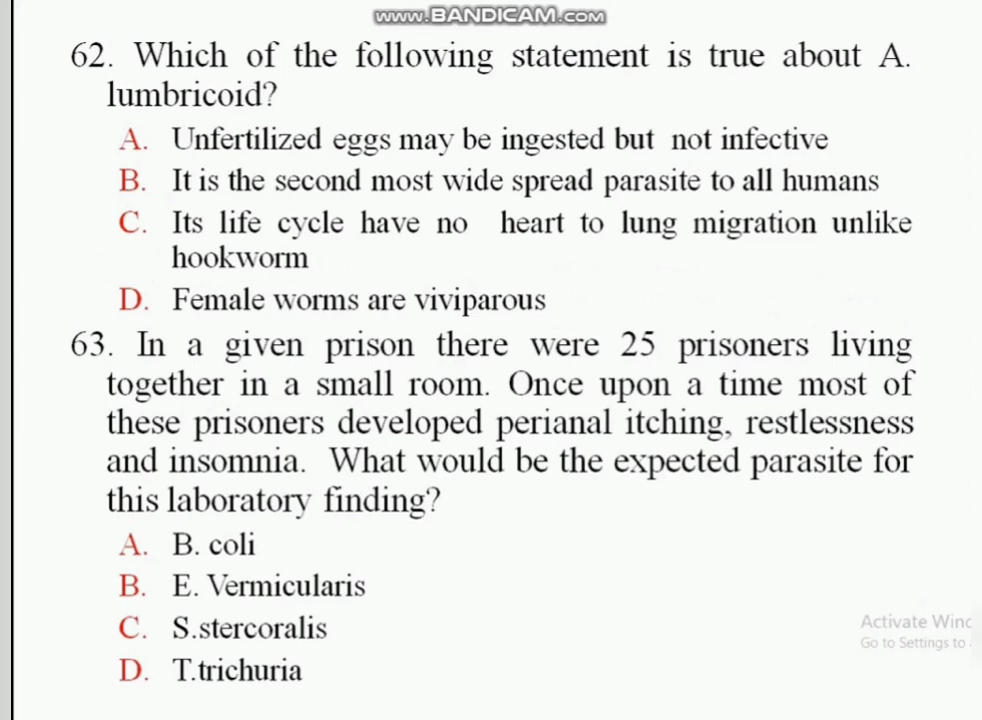 www.BANDICAM.com
62. Which of the following statement is true about A.
lumbricoid?
A. Unfertilized eggs may be ingested but not infective
B. It is the second most wide spread parasite to all humans
C. Its life cycle have no heart to lung migration unlike
hookworm
D. Female worms are viviparous
63. In a given prison there were 25 prisoners living
together in a small room. Once upon a time most of
these prisoners developed perianal itching, restlessness
and insomnia. What would be the expected parasite for
this laboratory finding?
A. B. coli
B. E. Vermicularis
C. S.stercoralis
D. T.trichuria
Activate Wind
Go to Settings to